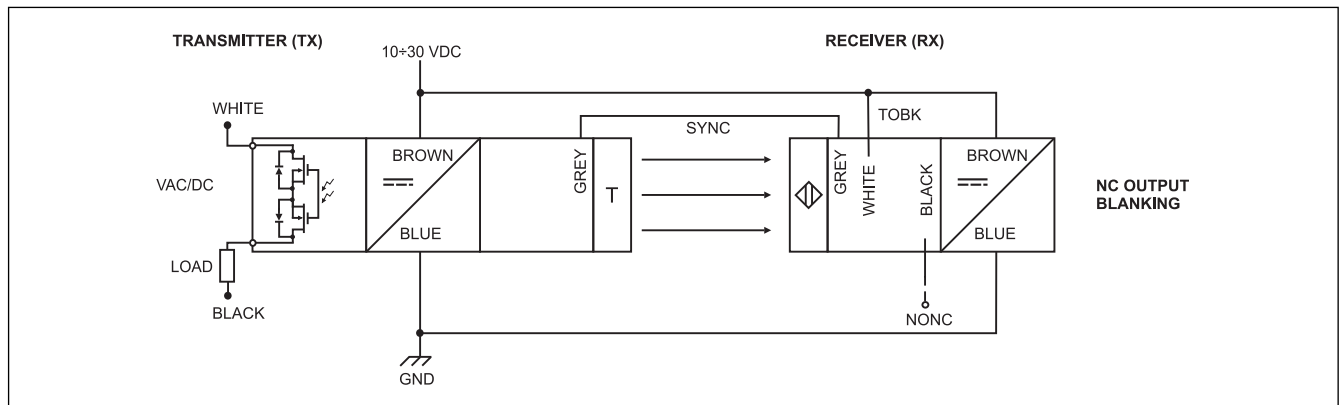 TRANSMITTER (TX)
10÷30 VDC
RECEIVER (RX)
WHITE
TOBK
SYNC
VAC/DC
BROWN
BLUE
GREY
T
GREY
WHITE
BLACK
BROWN
BLUE
NC OUTPUT
BLANKING
LOAD
BLACK
NONC
GND